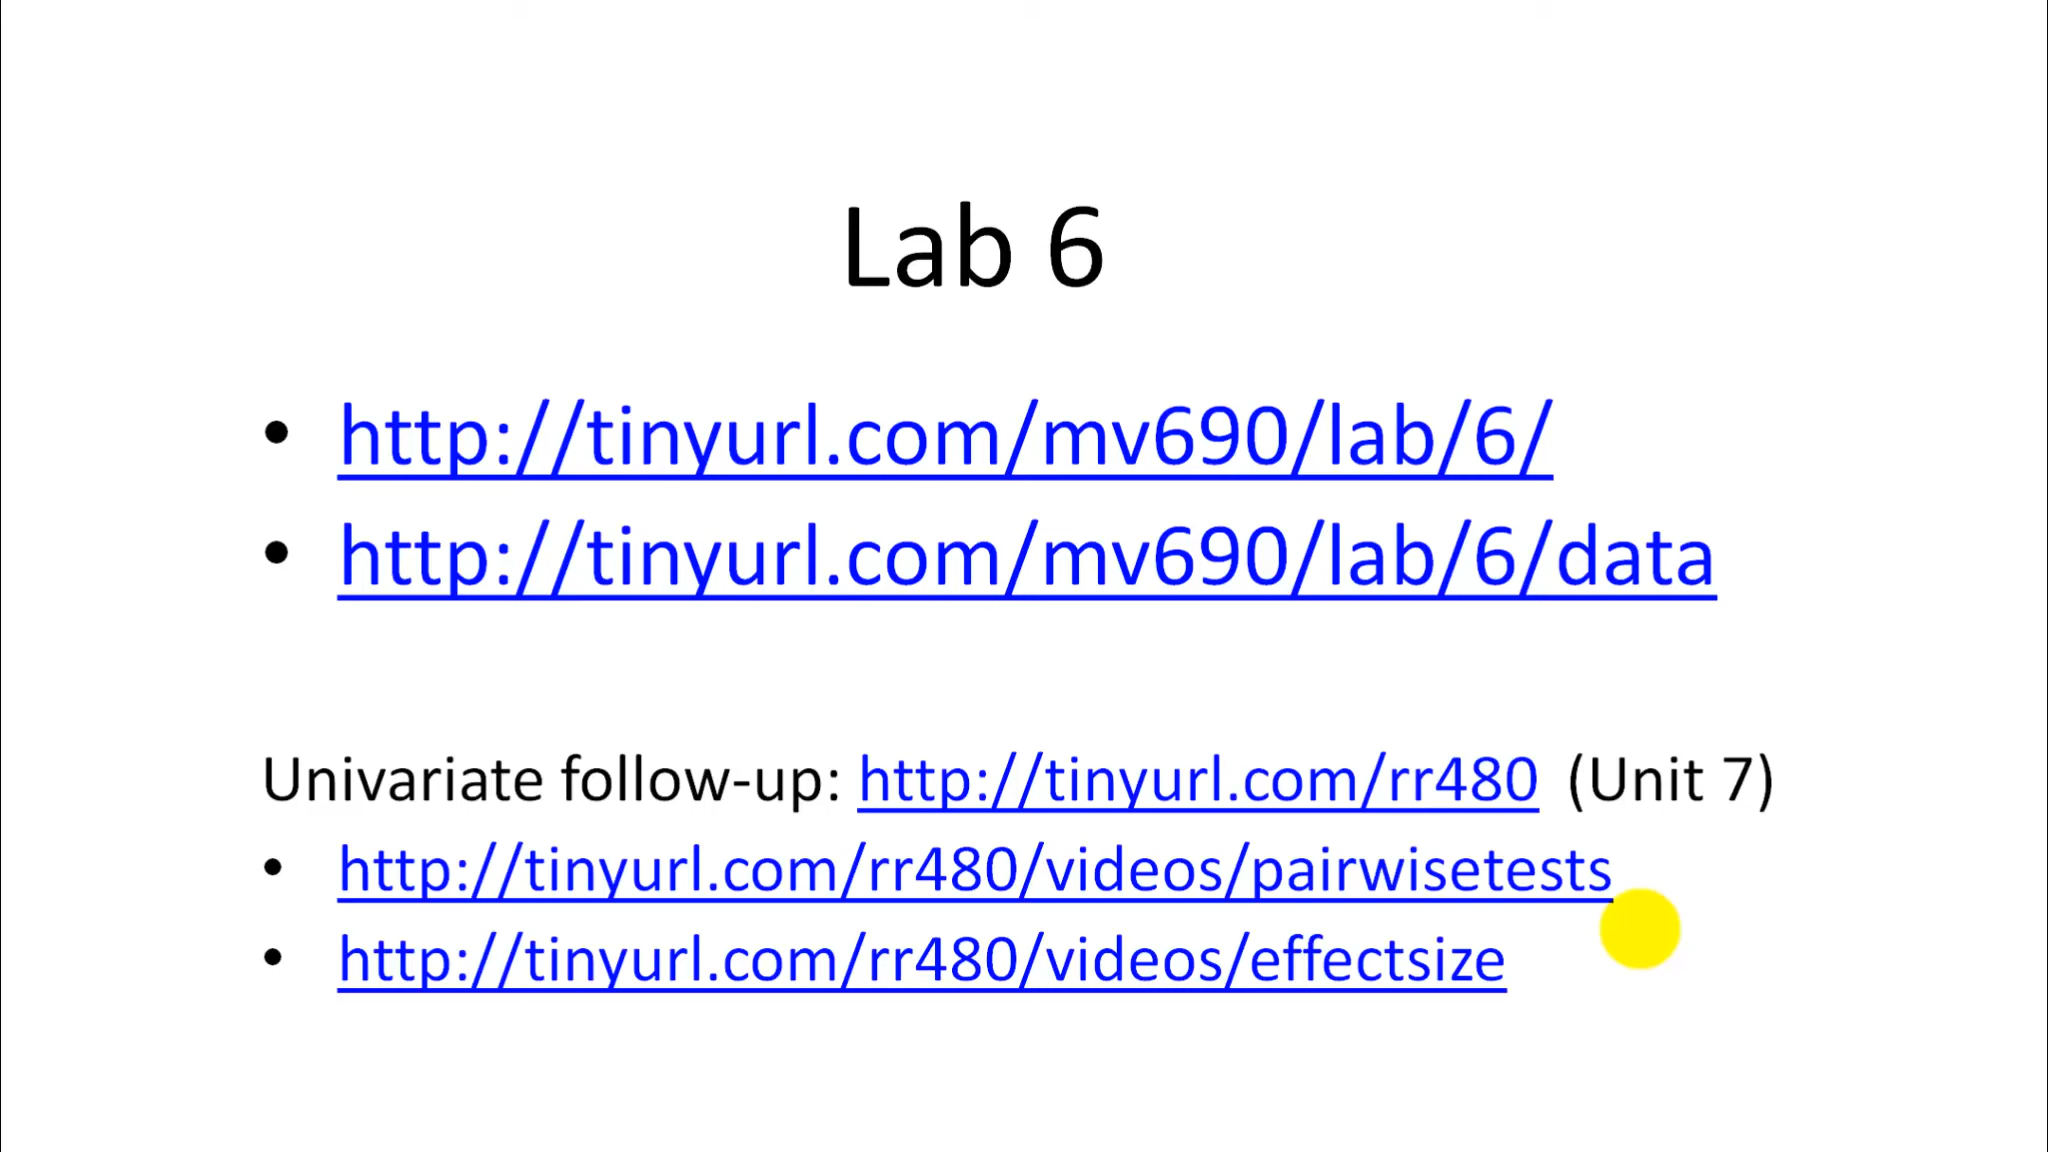 Lab 6
• http://tinyurl.com/mv690/lab/6/
• http://tinyurl.com/mv690/lab/6/data
Univariate follow-up: http://tinyurl.com/rr480 (Unit 7)
• http://tinyurl.com/rr480/videos/pairwisetests
• http://tinyurl.com/rr480/videos/effectsize